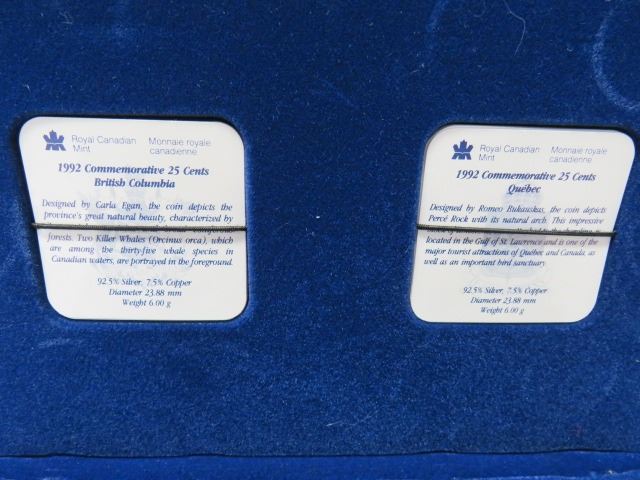 Royal Canadian Mint
Monnaie royale canadienne
1992 Commemorative 25 Cents
British Columbia
Designed by Carla Egan, the coin depicts the
province's great natural beauty, characterized by
forests. Two Killer Whales (Orcinus orca), which
are among the thirty-five whale species in
Canadian waters, are portrayed in the foreground.
92.5% Silver, 7.5% Copper
Diameter 23.88 mm
Weight 6.00 g
Royal Canadian Mint
Monnaie royale canadienne
1992 Commemorative 25 Cents
Québec
Designed by Romeo Bukauskas, the coin depicts
Percé Rock with its natural arch. This impressive
located in the Gulf of St. Lawrence and is one of the
major tourist attractions of Québec and Canada, as
well as an important bird sanctuary.
92.5% Silver, 7.5% Copper
Diameter 23.88 mm
Weight 6.00 g